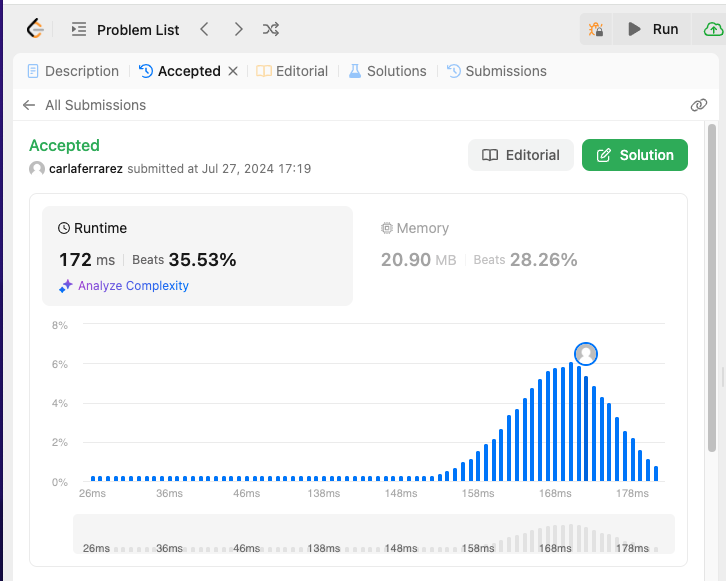 Problem List
Run
Description
Accepted
Editorial
Solutions
Submissions
All Submissions
Accepted
carlaferrarez submitted at Jul 27, 2024 17:19
Editorial
Solution
Runtime
172 ms | Beats 35.53%
Analyze Complexity
Memory
20.90 MB | Beats 28.26%
8%
6%
4%
2%
0%
26ms 36ms 46ms 138ms 148ms 158ms 168ms 178ms
26ms 36ms 46ms 138ms 148ms 158ms 168ms 178ms